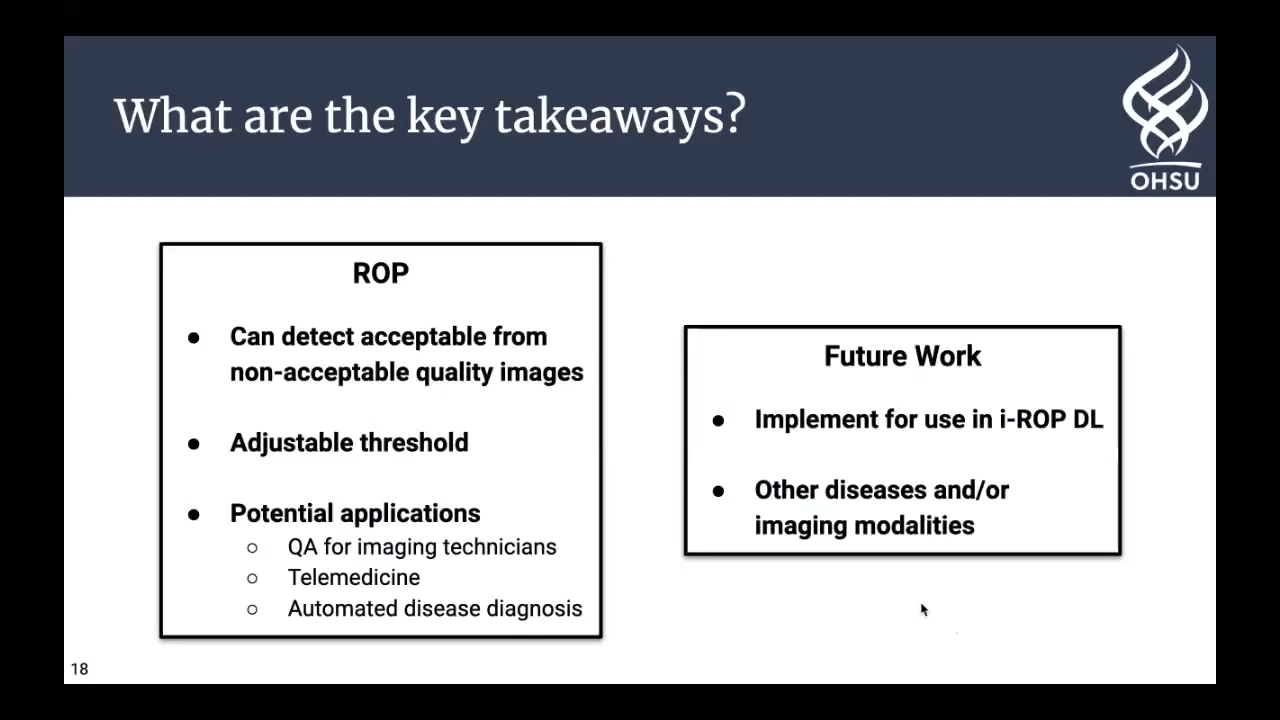 What are the key takeaways?
OHSU
ROP
● Can detect acceptable from
non-acceptable quality images
● Adjustable threshold
● Potential applications
○ QA for imaging technicians
○ Telemedicine
○ Automated disease diagnosis
Future Work
● Implement for use in i-ROP DL
● Other diseases and/or
imaging modalities
18